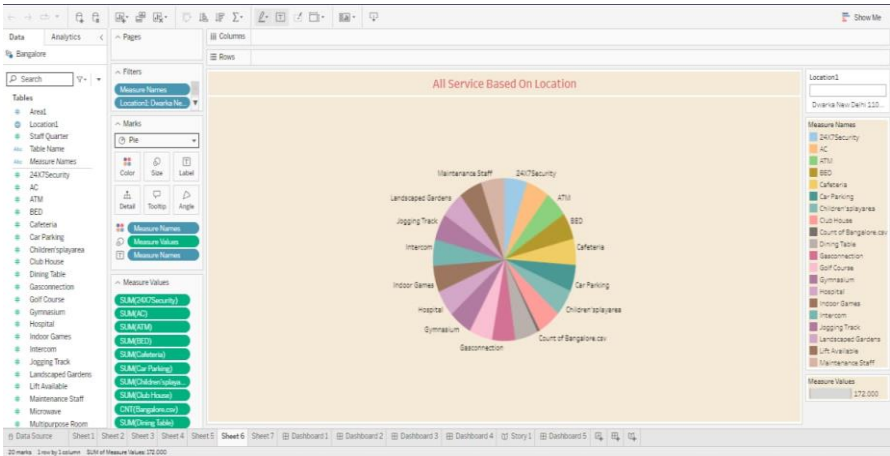 Show Me
Data Analytics
Bangalore
Search
Tables
Area1
Location1
Staff Quarter
Table Name
Measure Names
24X7Security
AC
ATM
BED
Cafeteria
Car Parking
Children'splayarea
Club House
Dining Table
Gasconnection
Golf Course
Gymnasium
Hospital
Indoor Games
Intercom
Jogging Track
Landscaped Gardens
Lift Available
Maintenance Staff
Microwave
Multipurpose Room
Pages
Filters
Measure Names
Location1: Dwarka Ne...
Marks
Pie
Color Size Label
Detail Tooltip Angle
Measure Names
Measure Values
Measure Names
Measure Values
SUM(24X7Security)
SUM(AC)
SUM(ATM)
SUM(BED)
SUM(Cafeteria)
SUM(Car Parking)
SUM(Children'splaya...
SUM(Club House)
CNT(Bangalore.csv)
SUM(Dining Table)
Columns
Rows
All Service Based On Location
Maintenance Staff 24X7Security
Landscaped Gardens ATM
Jogging Track BED
Intercom Cafeteria
Indoor Games Car Parking
Hospital Children'splayarea
Gymnasium Count of Bangalore.csv
Gasconnection
Location1
Dwarka New Delhi 110...
Measure Names
24X7Security
AC
ATM
BED
Cafeteria
Car Parking
Children'splayarea
Club House
Count of Bangalore.csv
Dining Table
Gasconnection
Golf Course
Gymnasium
Hospital
Indoor Games
Intercom
Jogging Track
Landscaped Gardens
Lift Available
Maintenance Staff
Measure Values
172.000
Data Source Sheet 1 Sheet 2 Sheet 3 Sheet 4 Sheet 5 Sheet 6 Sheet 7 Dashboard 1 Dashboard 2 Dashboard 3 Dashboard 4 Story 1 Dashboard 5
20 marks 1 row by 1 column SUM of Measure Values: 172.000